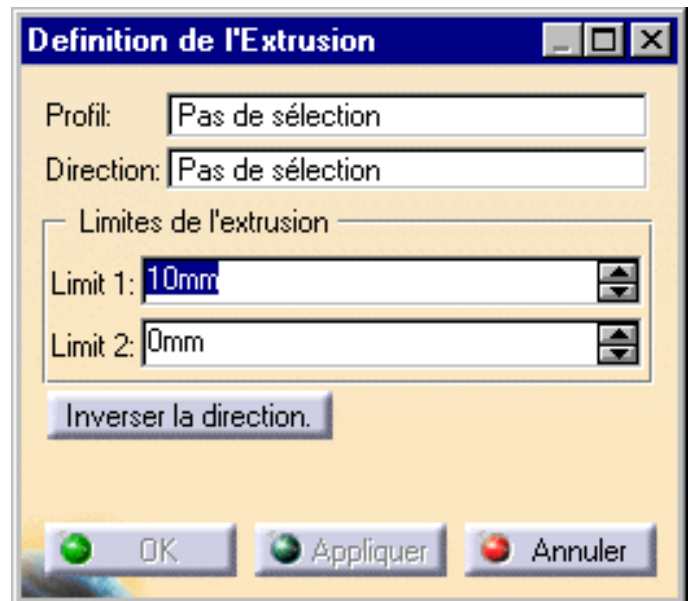 Definition de l'Extrusion
Profil: Pas de sélection
Direction: Pas de sélection
Limites de l'extrusion
Limit 1: 10mm
Limit 2: 0mm
Inverser la direction.
OK Appliquer Annuler